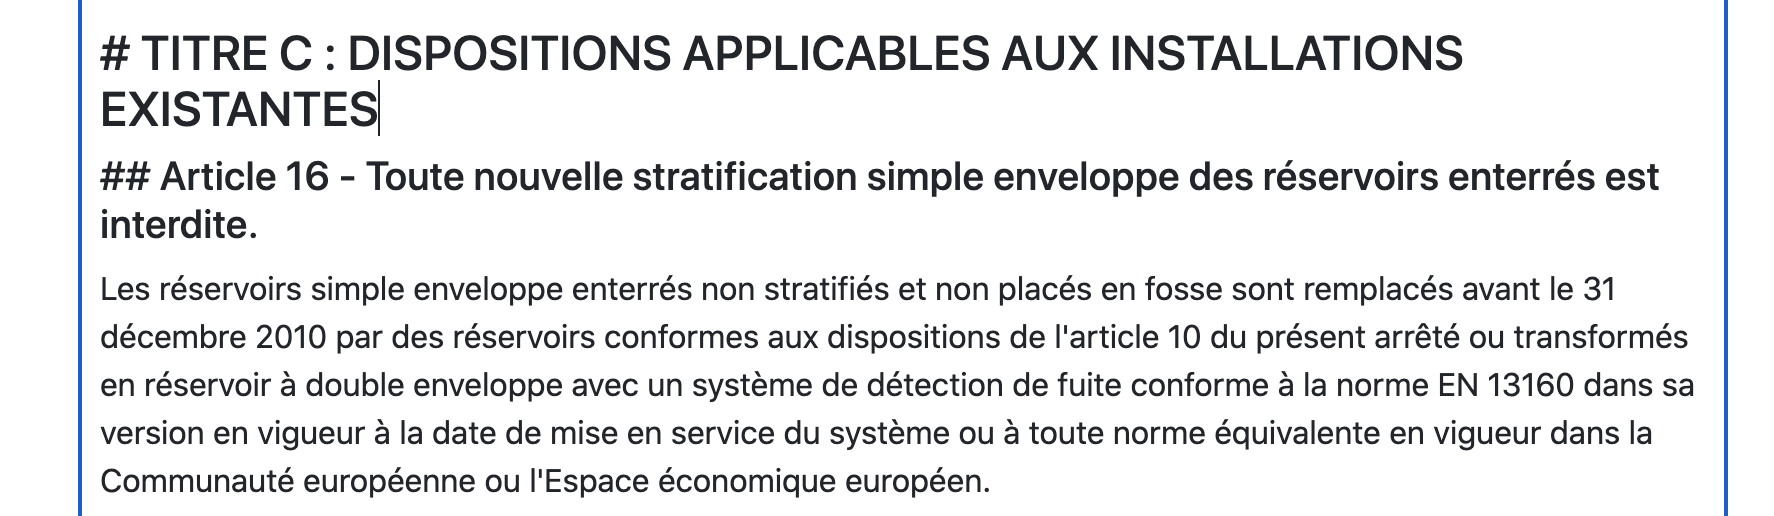 # TITRE C : DISPOSITIONS APPLICABLES AUX INSTALLATIONS
EXISTANTES
## Article 16 - Toute nouvelle stratification simple enveloppe des réservoirs enterrés est
interdite.
Les réservoirs simple enveloppe enterrés non stratifiés et non placés en fosse sont remplacés avant le 31
décembre 2010 par des réservoirs conformes aux dispositions de l'article 10 du présent arrêté ou transformés
en réservoir à double enveloppe avec un système de détection de fuite conforme à la norme EN 13160 dans sa
version en vigueur à la date de mise en service du système ou à toute norme équivalente en vigueur dans la
Communauté européenne ou l'Espace économique européen.